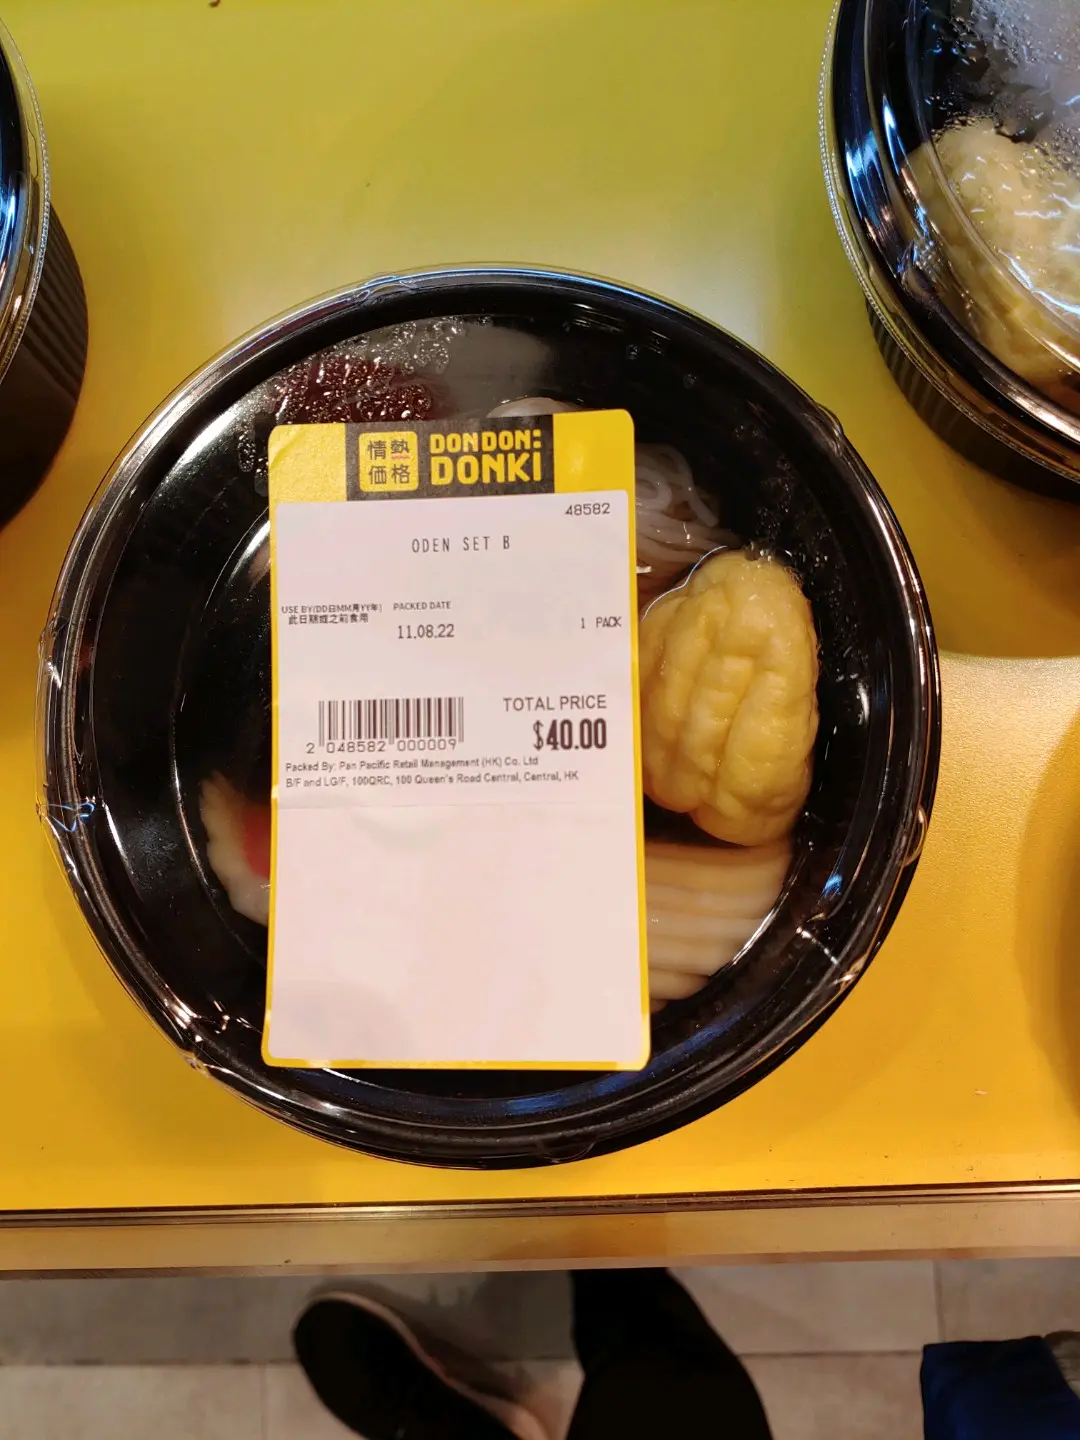 情熱
価格
DON DON:
DONKI
48582
ODEN SET B
USE BY(DD日MM月YY年)
此日期或之前食用
PACKED DATE
11.08.22
1 PACK
TOTAL PRICE
$40.00
2 048582 000009
Packed By: Pan Pacific Retail Management (HK) Co. Ltd
B/F and LG/F, 100QRC, 100 Queen's Road Central, Central, HK